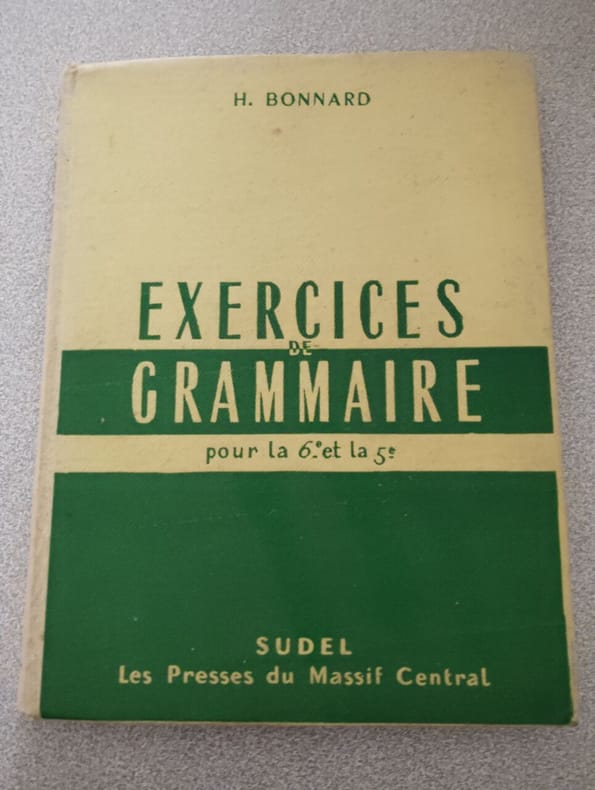 H. BONNARD
EXERCICES
DE
GRAMMAIRE
pour la 6e et la 5e
SUDEL
Les Presses du Massif Central